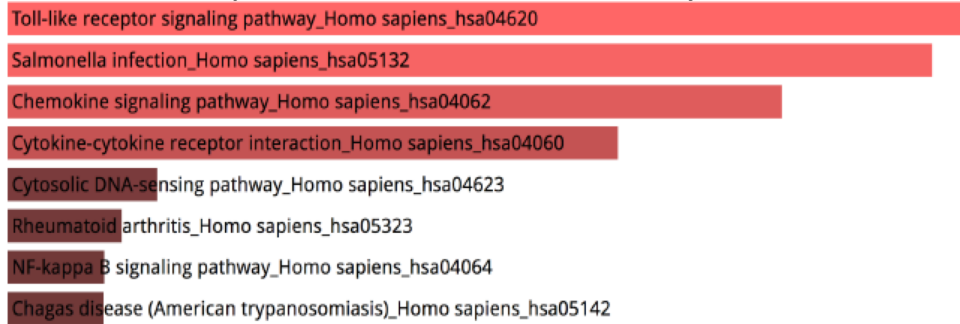 Toll-like receptor signaling pathway_Homo sapiens_hsa04620
Salmonella infection_Homo sapiens_hsa05132
Chemokine signaling pathway_Homo sapiens_hsa04062
Cytokine-cytokine receptor interaction_Homo sapiens_hsa04060
Cytosolic DNA-sensing pathway_Homo sapiens_hsa04623
Rheumatoid arthritis_Homo sapiens_hsa05323
NF-kappa B signaling pathway_Homo sapiens_hsa04064
Chagas disease (American trypanosomiasis)_Homo sapiens_hsa05142